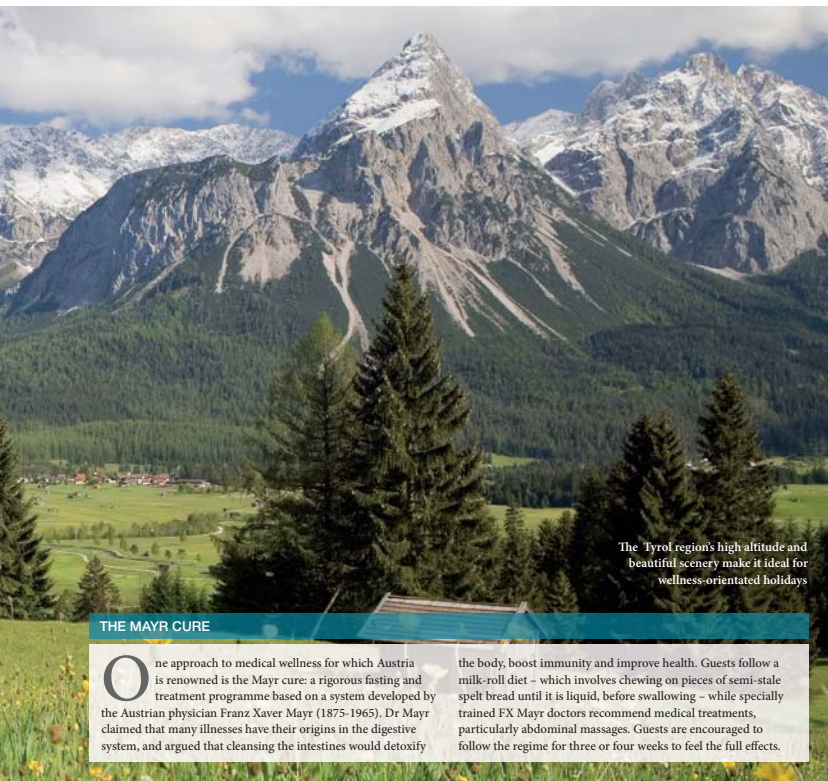 The Tyrol region's high altitude and
beautiful scenery make it ideal for
wellness-orientated holidays
THE MAYR CURE
One approach to medical wellness for which Austria
is renowned is the Mayr cure: a rigorous fasting and
treatment programme based on a system developed by
the Austrian physician Franz Xaver Mayr (1875-1965). Dr Mayr
claimed that many illnesses have their origins in the digestive
system, and argued that cleansing the intestines would detoxify
the body, boost immunity and improve health. Guests follow a
milk-roll diet – which involves chewing on pieces of semi-stale
spelt bread until it is liquid, before swallowing – while specially
trained FX Mayr doctors recommend medical treatments,
particularly abdominal massages. Guests are encouraged to
follow the regime for three or four weeks to feel the full effects.